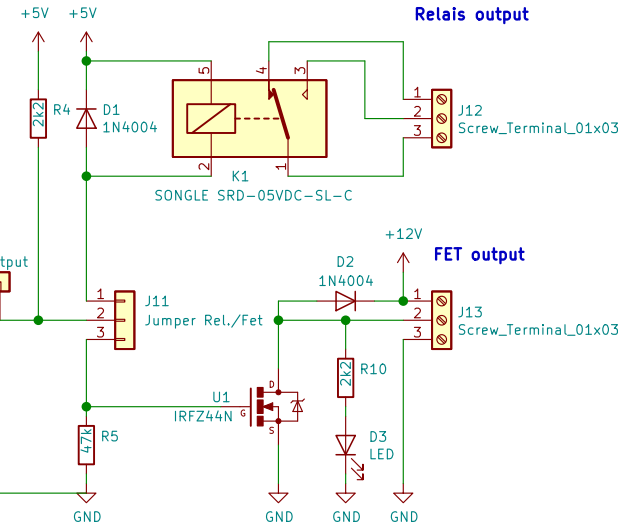 Relais output
+5V
+5V
5
4
3
R4
2k2
D1
1N4004
1
2
3
J12
Screw_Terminal_01x03
2
1
K1
SONGLE SRD-05VDC-SL-C
+12V
FET output
tput
D2
1N4004
1
2
3
J11
Jumper Rel./Fet
1
2
3
J13
Screw_Terminal_01x03
R10
2k2
U1
IRFZ44N
D
G
S
R5
47k
D3
LED
GND
GND
GND
GND